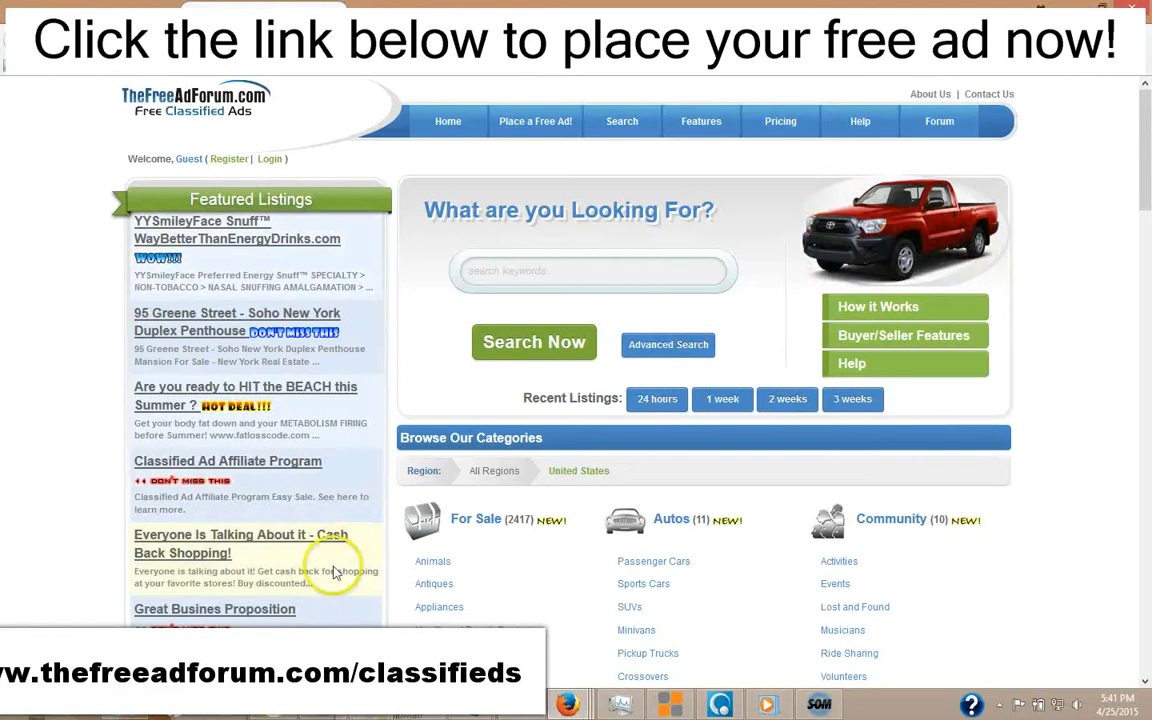 Click the link below to place your free ad now!
TheFreeAdForum.com
Free Classified Ads
About Us | Contact Us
Home Place a Free Ad! Search Features Pricing Help Forum
Welcome, Guest ( Register | Login )
Featured Listings
YYSmileyFace Snuff™
WayBetterThanEnergyDrinks.com
WOW!!!
YYSmileyFace Preferred Energy Snuff™ SPECIALTY >
NON-TOBACCO > NASAL SNUFFING AMALGAMATION > ...
95 Greene Street - Soho New York
Duplex Penthouse DON'T MISS THIS
95 Greene Street - Soho New York Duplex Penthouse
Mansion For Sale - New York Real Estate ...
Are you ready to HIT the BEACH this
Summer ? HOT DEAL!!!
Get your body fat down and your METABOLISM FIRING
before Summer! www.fatlosscode.com ...
Classified Ad Affiliate Program
DON'T MISS THIS
Classified Ad Affiliate Program Easy Sale. See here to
learn more.
Everyone Is Talking About it - Cash
Back Shopping!
Everyone is talking about it! Get cash back for shopping
at your favorite stores! Buy discounted...
Great Busines Proposition
What are you Looking For?
search keywords...
Search Now Advanced Search
How it Works
Buyer/Seller Features
Help
Recent Listings: 24 hours 1 week 2 weeks 3 weeks
Browse Our Categories
Region: All Regions United States
For Sale (2417) NEW!
Animals
Antiques
Appliances
Autos (11) NEW!
Passenger Cars
Sports Cars
SUVs
Minivans
Pickup Trucks
Crossovers
Community (10) NEW!
Activities
Events
Lost and Found
Musicians
Ride Sharing
Volunteers
w.thefreeadforum.com/classifieds
SOM
5:41 PM
4/25/2015